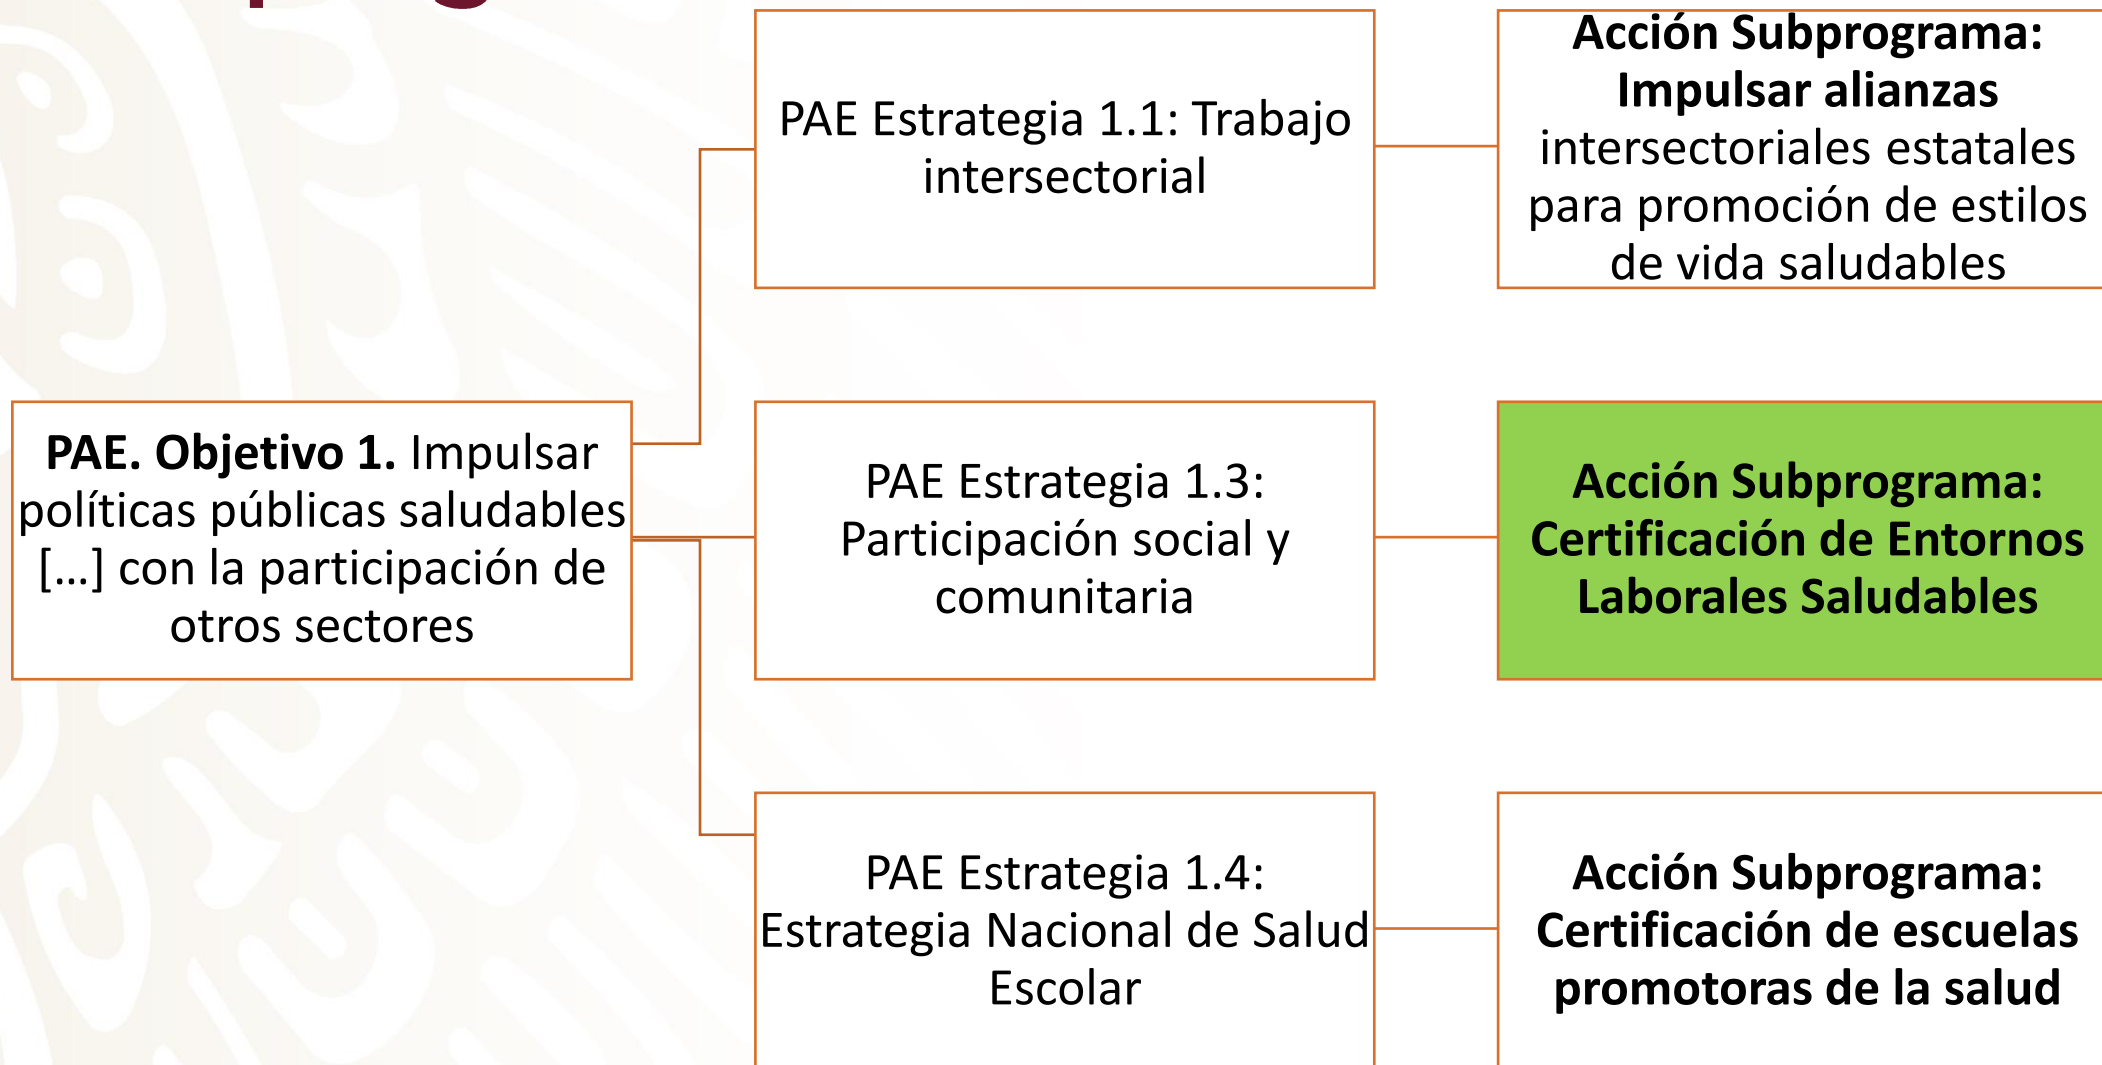 PAE. Objetivo 1. Impulsar
políticas públicas saludables
[...] con la participación de
otros sectores
PAE Estrategia 1.1: Trabajo
intersectorial
Acción Subprograma:
Impulsar alianzas
intersectoriales estatales
para promoción de estilos
de vida saludables
PAE Estrategia 1.3:
Participación social y
comunitaria
Acción Subprograma:
Certificación de Entornos
Laborales Saludables
PAE Estrategia 1.4:
Estrategia Nacional de Salud
Escolar
Acción Subprograma:
Certificación de escuelas
promotoras de la salud